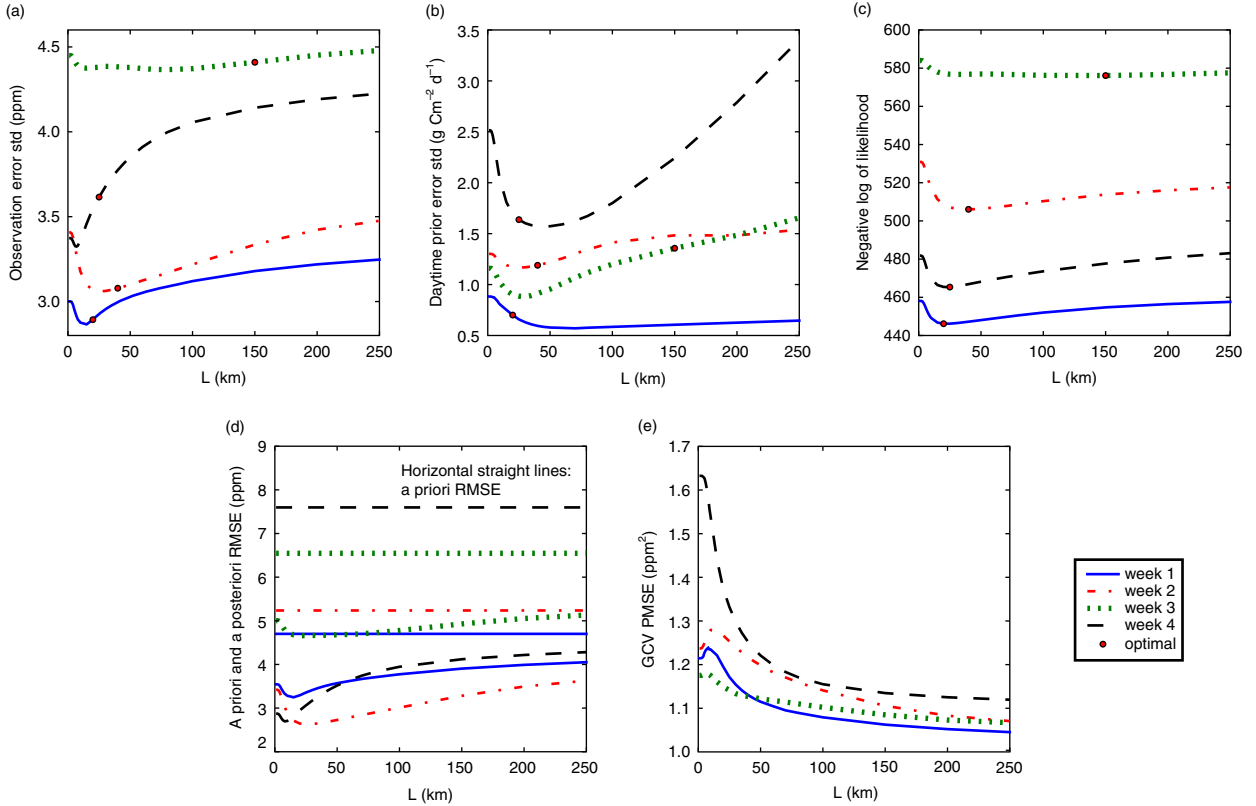 (a)
Observation error std (ppm)
4.5
4.0
3.5
3.0
0 50 100 150 200 250
L (km)
(b)
Daytime prior error std (g Cm⁻² d⁻¹)
3.5
3.0
2.5
2.0
1.5
1.0
0.5
0 50 100 150 200 250
L (km)
(c)
Negative log of likelihood
600
580
560
540
520
500
480
460
440
0 50 100 150 200 250
L (km)
(d)
A priori and a posteriori RMSE (ppm)
9
8
7
6
5
4
3
2
Horizontal straight lines:
a priori RMSE
0 50 100 150 200 250
L (km)
(e)
GCV PMSE (ppm²)
1.7
1.6
1.5
1.4
1.3
1.2
1.1
1.0
0 50 100 150 200 250
L (km)
week 1
week 2
week 3
week 4
optimal